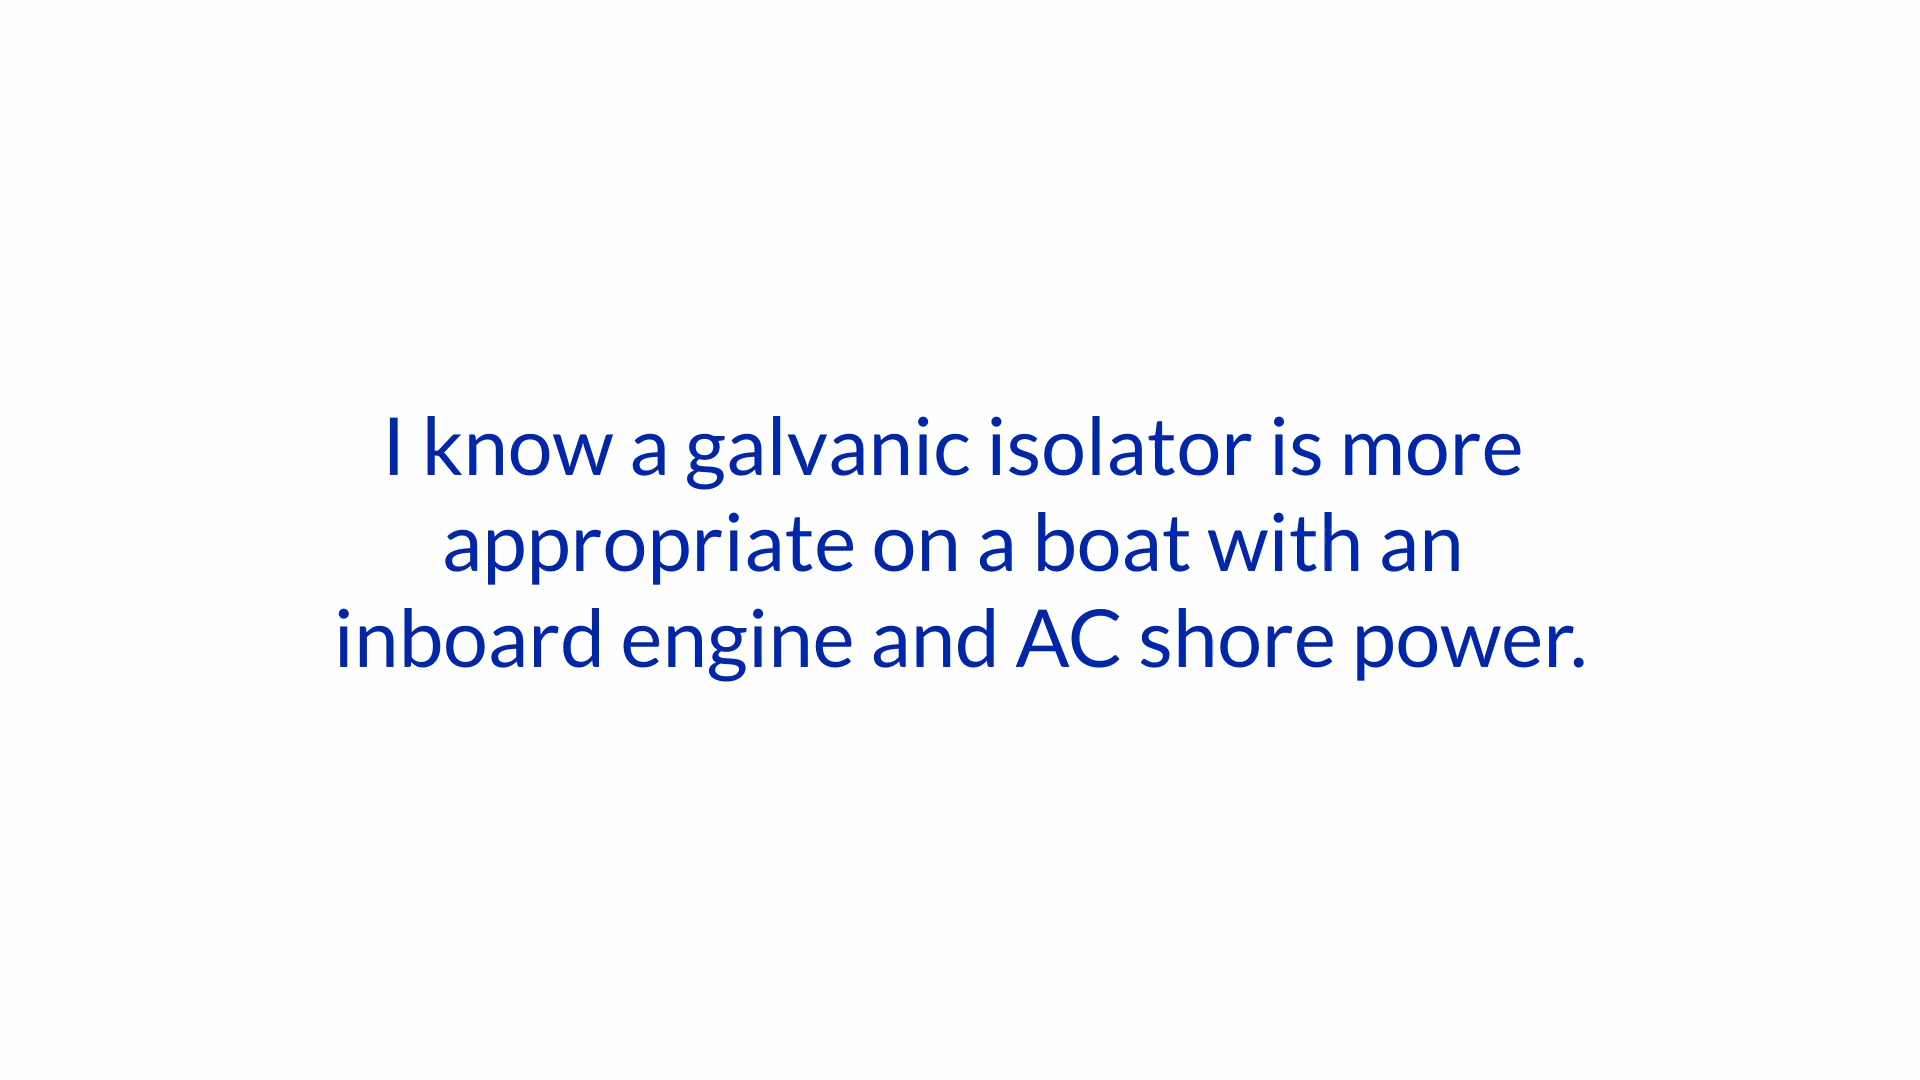 I know a galvanic isolator is more
appropriate on a boat with an
inboard engine and AC shore power.